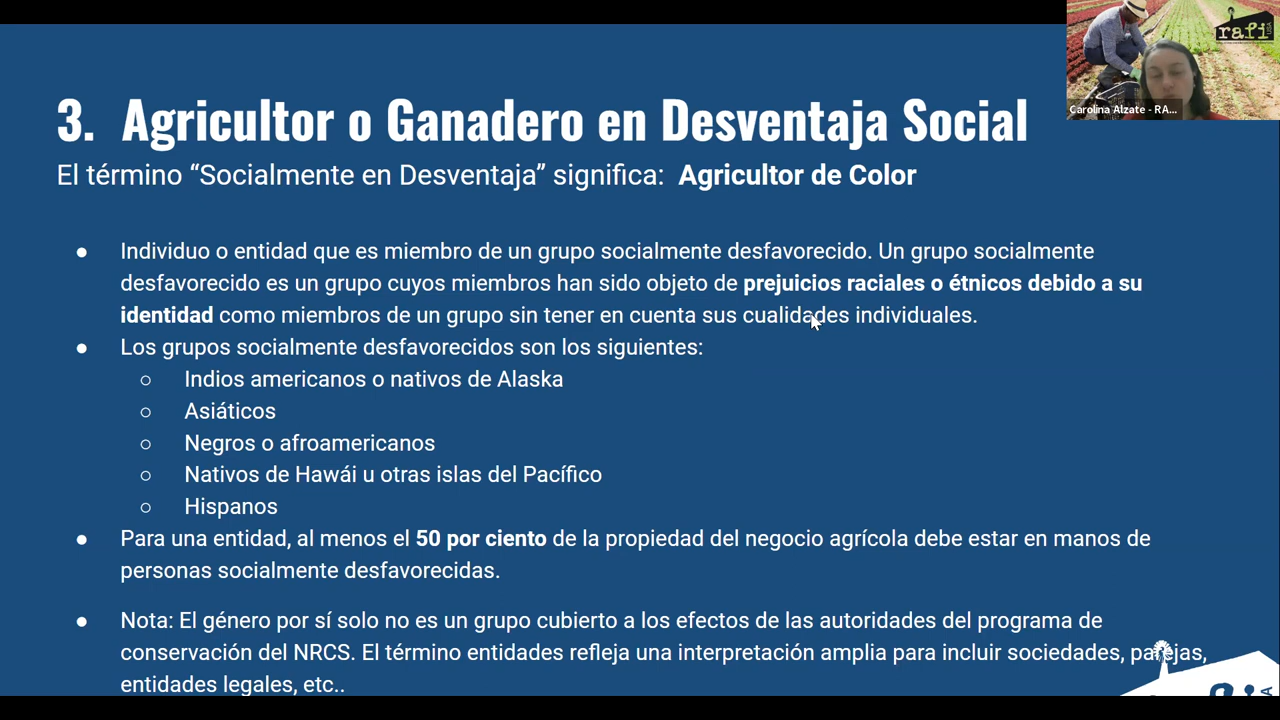 rafi
USA
Carolina Alzate - RA...
3. Agricultor o Ganadero en Desventaja Social
El término “Socialmente en Desventaja” significa: Agricultor de Color
● Individuo o entidad que es miembro de un grupo socialmente desfavorecido. Un grupo socialmente
desfavorecido es un grupo cuyos miembros han sido objeto de prejuicios raciales o étnicos debido a su
identidad como miembros de un grupo sin tener en cuenta sus cualidades individuales.
● Los grupos socialmente desfavorecidos son los siguientes:
○ Indios americanos o nativos de Alaska
○ Asiáticos
○ Negros o afroamericanos
○ Nativos de Hawái u otras islas del Pacífico
○ Hispanos
● Para una entidad, al menos el 50 por ciento de la propiedad del negocio agrícola debe estar en manos de
personas socialmente desfavorecidas.
● Nota: El género por sí solo no es un grupo cubierto a los efectos de las autoridades del programa de
conservación del NRCS. El término entidades refleja una interpretación amplia para incluir sociedades, parejas,
entidades legales, etc..